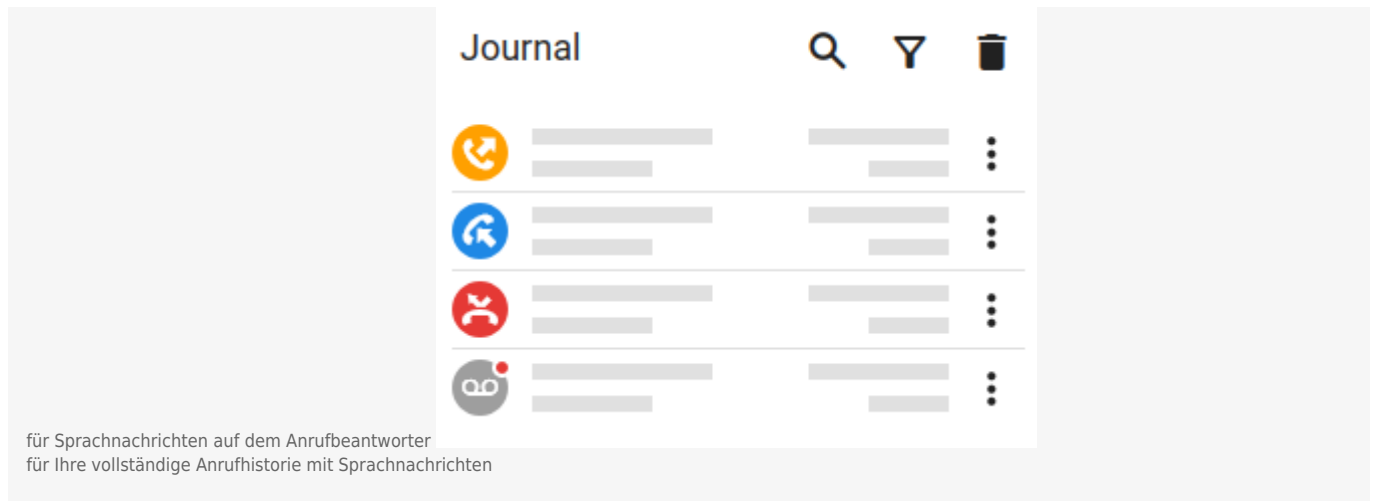 Journal
für Sprachnachrichten auf dem Anrufbeantworter
für Ihre vollständige Anrufhistorie mit Sprachnachrichten